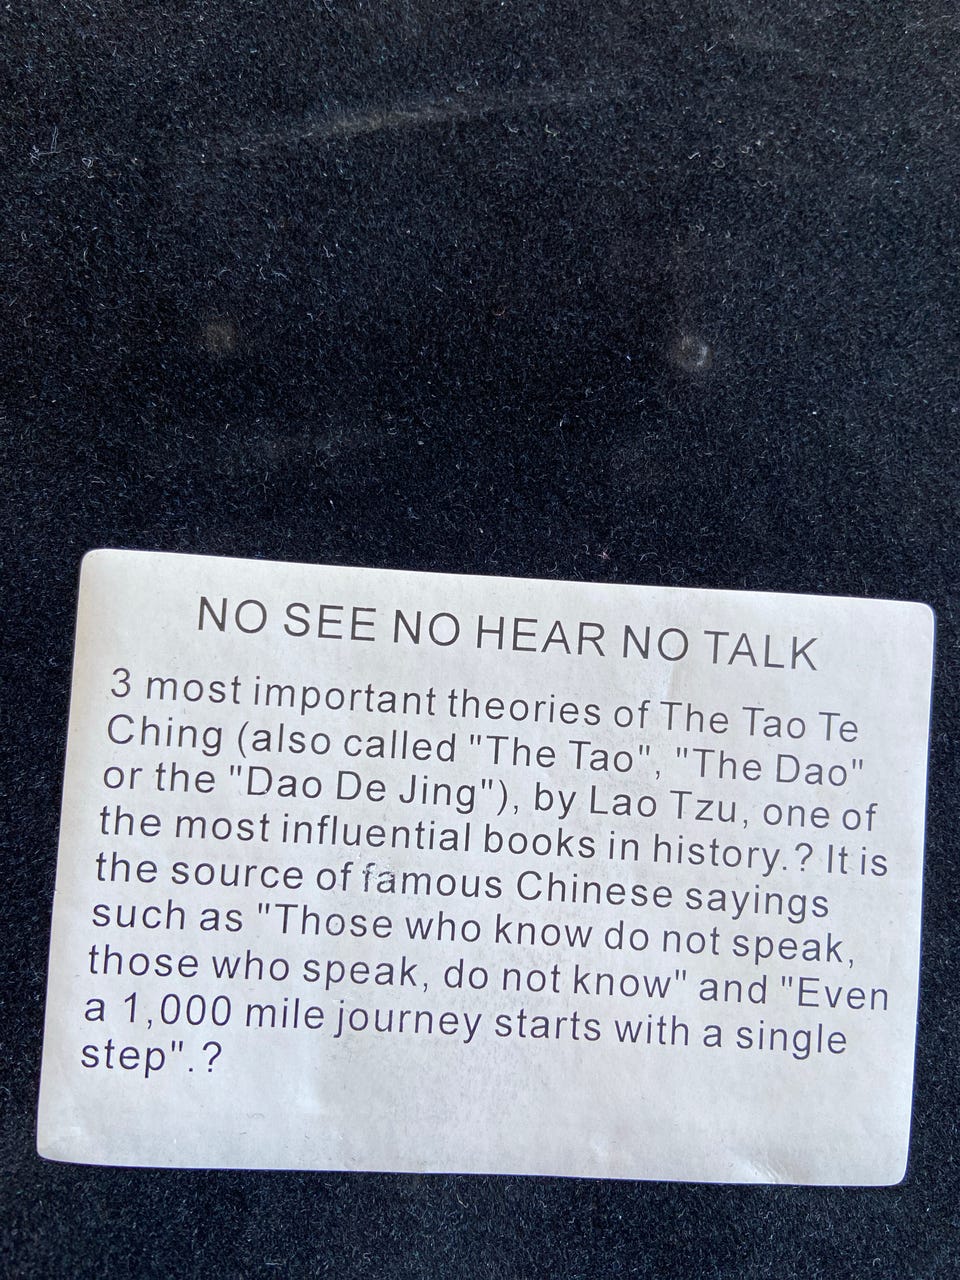 NO SEE NO HEAR NO TALK
3 most important theories of The Tao Te
Ching (also called "The Tao", "The Dao"
or the "Dao De Jing"), by Lao Tzu, one of
the most influential books in history.? It is
the source of famous Chinese sayings
such as "Those who know do not speak,
those who speak, do not know" and "Even
a 1,000 mile journey starts with a single
step".?